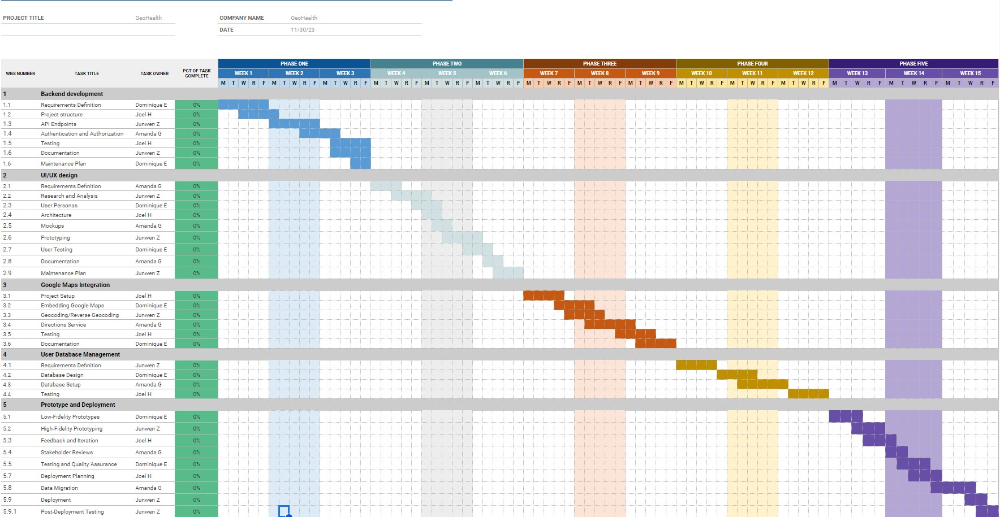 PROJECT TITLE GeoHealth COMPANY NAME GeoHealth
DATE 11/30/23
PHASE ONE PHASE TWO PHASE THREE PHASE FOUR PHASE FIVE
WBS NUMBER TASK TITLE TASK OWNER PCT OF TASK COMPLETE WEEK 1 WEEK 2 WEEK 3 WEEK 4 WEEK 5 WEEK 6 WEEK 7 WEEK 8 WEEK 9 WEEK 10 WEEK 11 WEEK 12 WEEK 13 WEEK 14 WEEK 15
M T W R F M T W R F M T W R F M T W R F M T W R F M T W R F M T W R F M T W R F M T W R F M T W R F M T W R F M T W R F M T W R F M T W R F M T W R F
1 Backend development
1.1 Requirements Definition Dominique E 0%
1.2 Project structure Joel H 0%
1.3 API Endpoints Junwen Z 0%
1.4 Authentication and Authorization Amanda G 0%
1.5 Testing Joel H 0%
1.6 Documentation Junwen Z 0%
1.6 Maintenance Plan Dominique E 0%
2 UI/UX design
2.1 Requirements Definition Amanda G 0%
2.2 Research and Analysis Junwen Z 0%
2.3 User Personas Dominique E 0%
2.4 Architecture Joel H 0%
2.5 Mockups Amanda G 0%
2.6 Prototyping Junwen Z 0%
2.7 User Testing Dominique E 0%
2.8 Documentation Amanda G 0%
2.9 Maintenance Plan Junwen Z 0%
3 Google Maps Integration
3.1 Project Setup Joel H 0%
3.2 Embedding Google Maps Dominique E 0%
3.3 Geocoding/Reverse Geocoding Junwen Z 0%
3.4 Directions Service Amanda G 0%
3.5 Testing Joel H 0%
3.6 Documentation Dominique E 0%
4 User Database Management
4.1 Requirements Definition Junwen Z 0%
4.2 Database Design Dominique E 0%
4.3 Database Setup Amanda G 0%
4.4 Testing Joel H 0%
5 Prototype and Deployment
5.1 Low-Fidelity Prototypes Dominique E 0%
5.2 High-Fidelity Prototyping Junwen Z 0%
5.3 Feedback and Iteration Joel H 0%
5.4 Stakeholder Reviews Amanda G 0%
5.5 Testing and Quality Assurance Dominique E 0%
5.7 Deployment Planning Joel H 0%
5.8 Data Migration Amanda G 0%
5.9 Deployment Junwen Z 0%
5.9.1 Post-Deployment Testing Junwen Z 0%